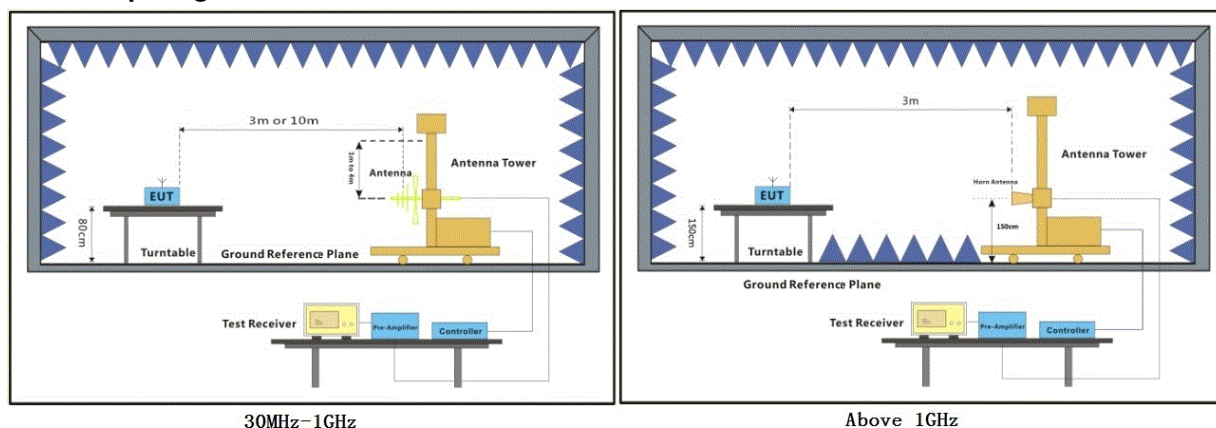 3m or 10m
1m to 4m
Antenna
Antenna Tower
EUT
80cm
Turntable
Ground Reference Plane
Test Receiver
Pre-Amplifier
Controller
30MHz-1GHz
3m
Antenna Tower
Horn Antenna
EUT
150cm
150cm
Turntable
Ground Reference Plane
Test Receiver
Pre-Amplifier
Controller
Above 1GHz